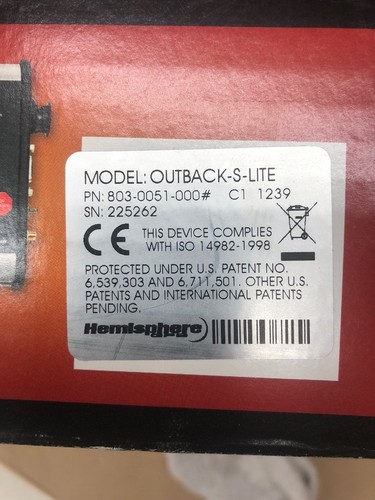 MODEL: OUTBACK-S-LITE
PN: 803-0051-000# C1 1239
SN: 225262
CE THIS DEVICE COMPLIES
WITH ISO 14982-1998
PROTECTED UNDER U.S. PATENT NO.
6,539,303 AND 6,711,501. OTHER U.S.
PATENTS AND INTERNATIONAL PATENTS
PENDING.
Hemisphere